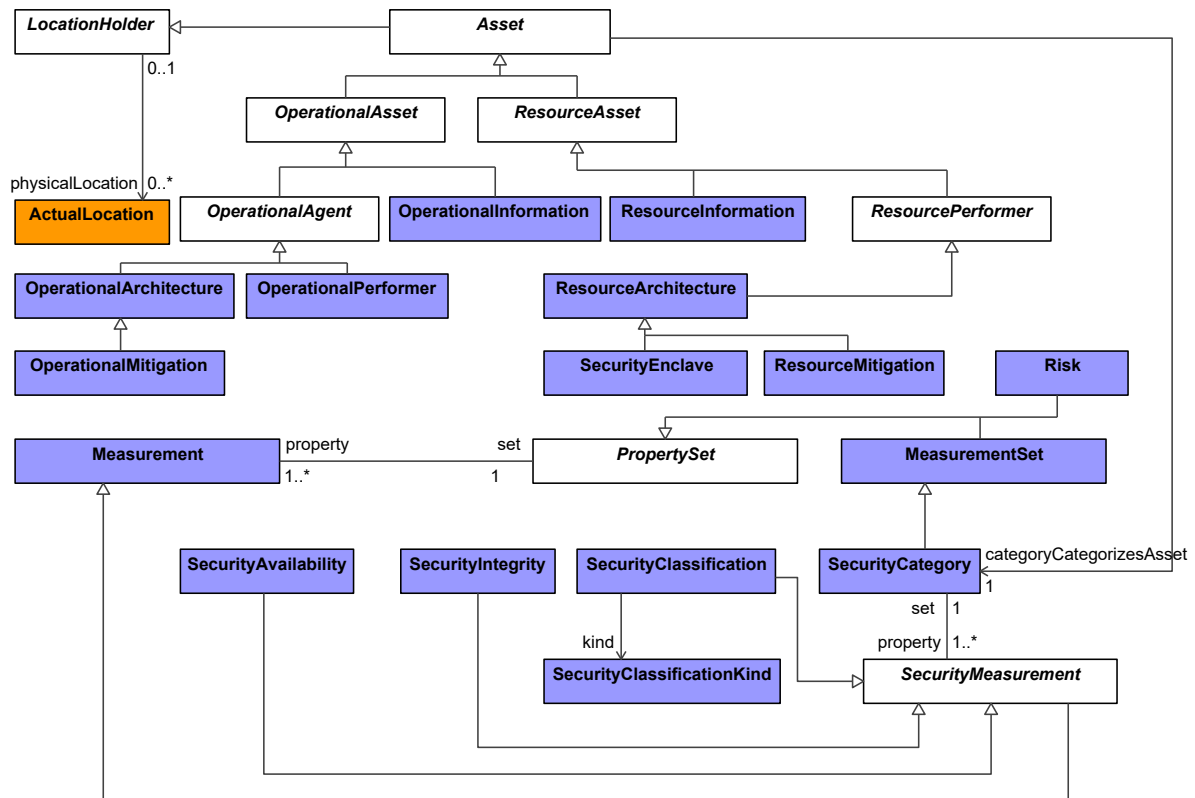 LocationHolder
Asset
0..1
OperationalAsset
ResourceAsset
physicalLocation
0..*
ActualLocation
OperationalAgent
OperationalInformation
ResourceInformation
ResourcePerformer
OperationalArchitecture
OperationalPerformer
ResourceArchitecture
OperationalMitigation
SecurityEnclave
ResourceMitigation
Risk
Measurement
property
set
1..*
1
PropertySet
MeasurementSet
SecurityAvailability
SecurityIntegrity
SecurityClassification
SecurityCategory
categoryCategorizesAsset
1
set
1
kind
property
1..*
SecurityClassificationKind
SecurityMeasurement